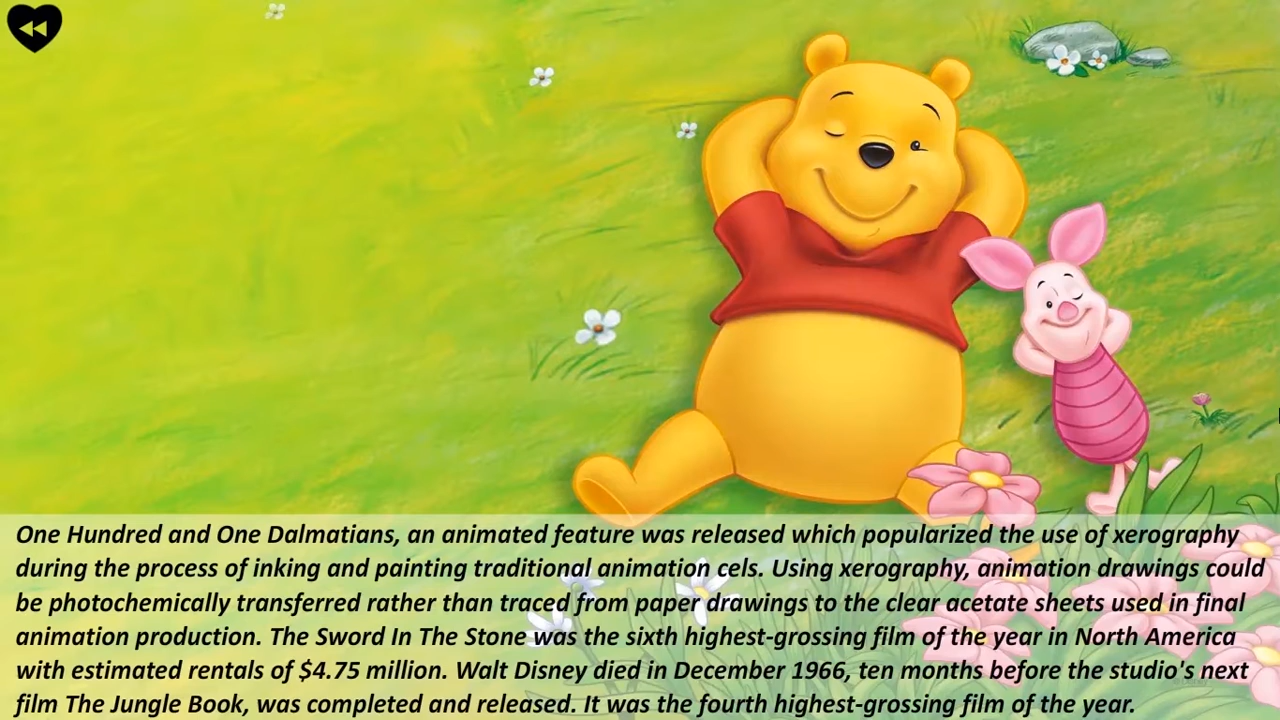 One Hundred and One Dalmatians, an animated feature was released which popularized the use of xerography
during the process of inking and painting traditional animation cels. Using xerography, animation drawings could
be photochemically transferred rather than traced from paper drawings to the clear acetate sheets used in final
animation production. The Sword In The Stone was the sixth highest-grossing film of the year in North America
with estimated rentals of $4.75 million. Walt Disney died in December 1966, ten months before the studio's next
film The Jungle Book, was completed and released. It was the fourth highest-grossing film of the year.